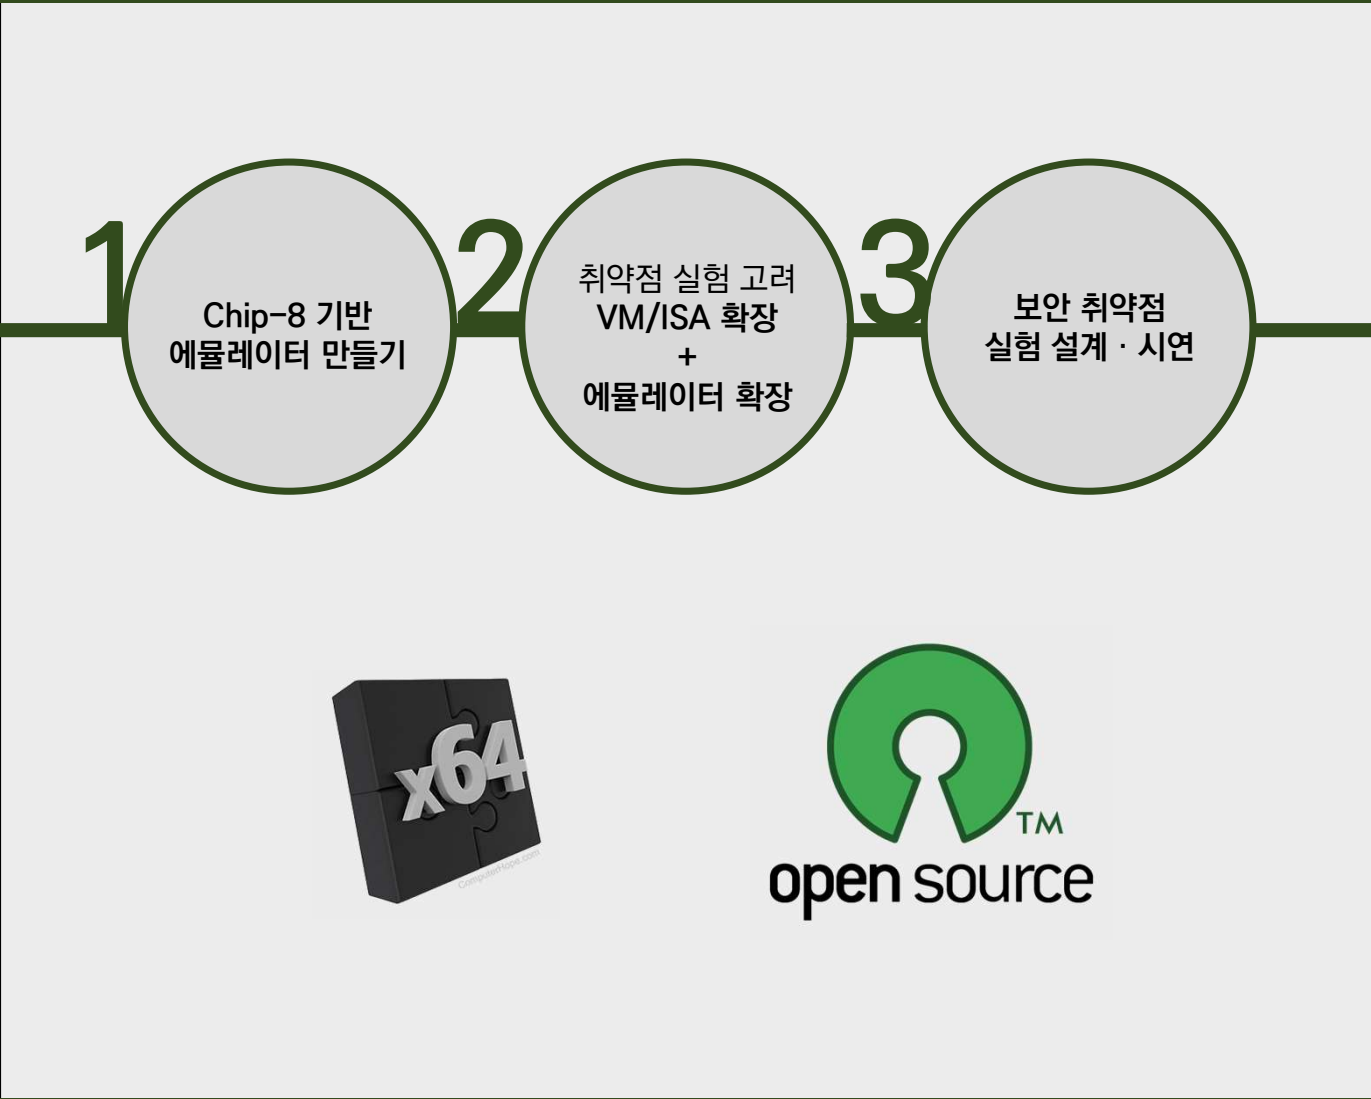 1
Chip-8 기반
에뮬레이터 만들기
2
취약점 실험 고려
VM/ISA 확장
+
에뮬레이터 확장
3
보안 취약점
실험 설계 · 시연
x64
ComputerHope.com
TM
open source